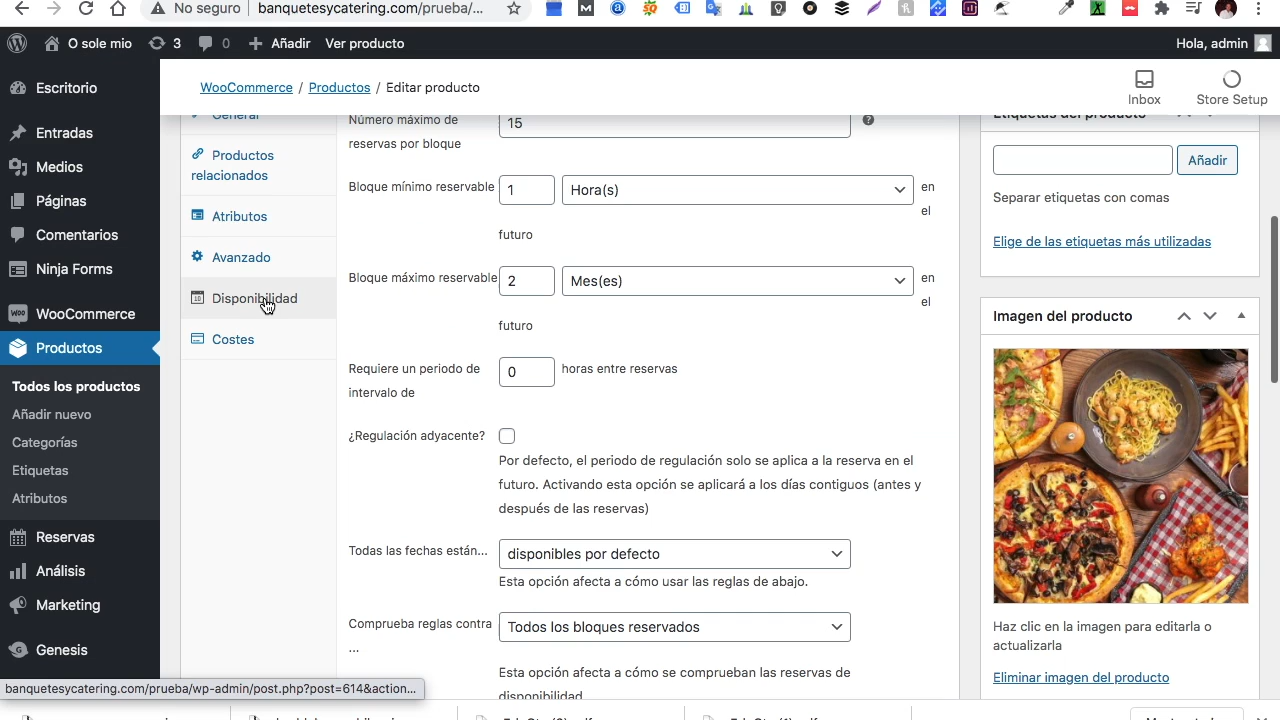 No seguro
banquetesycatering.com/prueba/...
O sole mio
3
0
Añadir
Ver producto
Hola, admin
Escritorio
Entradas
Medios
Páginas
Comentarios
Ninja Forms
WooCommerce
Productos
Todos los productos
Añadir nuevo
Categorías
Etiquetas
Atributos
Reservas
Análisis
Marketing
Genesis
WooCommerce / Productos / Editar producto
Inbox
Store Setup
General
Productos
relacionados
Atributos
Avanzado
Disponibilidad
Costes
Número máximo de
reservas por bloque
15
Bloque mínimo reservable
1
Hora(s)
en
el
futuro
Bloque máximo reservable
2
Mes(es)
en
el
futuro
Requiere un periodo de
intervalo de
0
horas entre reservas
¿Regulación adyacente?
Por defecto, el periodo de regulación solo se aplica a la reserva en el
futuro. Activando esta opción se aplicará a los días contiguos (antes y
después de las reservas)
Todas las fechas están...
disponibles por defecto
Esta opción afecta a cómo usar las reglas de abajo.
Comprueba reglas contra
...
Todos los bloques reservados
Esta opción afecta a cómo se comprueban las reservas de
disponibilidad
Etiquetas del producto
Añadir
Separar etiquetas con comas
Elige de las etiquetas más utilizadas
Imagen del producto
Haz clic en la imagen para editarla o
actualizarla
Eliminar imagen del producto
banquetesycatering.com/prueba/wp-admin/post.php?post=614&action...